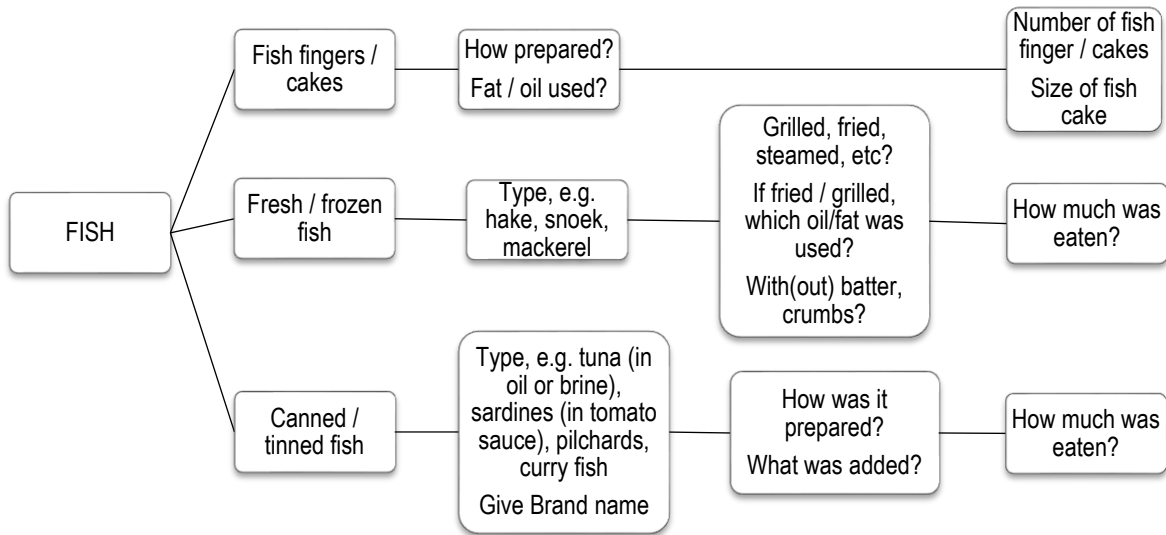 FISH
Fish fingers /
cakes
How prepared?
Fat / oil used?
Number of fish
finger / cakes
Size of fish
cake
Fresh / frozen
fish
Type, e.g.
hake, snoek,
mackerel
Grilled, fried,
steamed, etc?
If fried / grilled,
which oil/fat was
used?
With(out) batter,
crumbs?
How much was
eaten?
Canned /
tinned fish
Type, e.g. tuna (in
oil or brine),
sardines (in tomato
sauce), pilchards,
curry fish
Give Brand name
How was it
prepared?
What was added?
How much was
eaten?